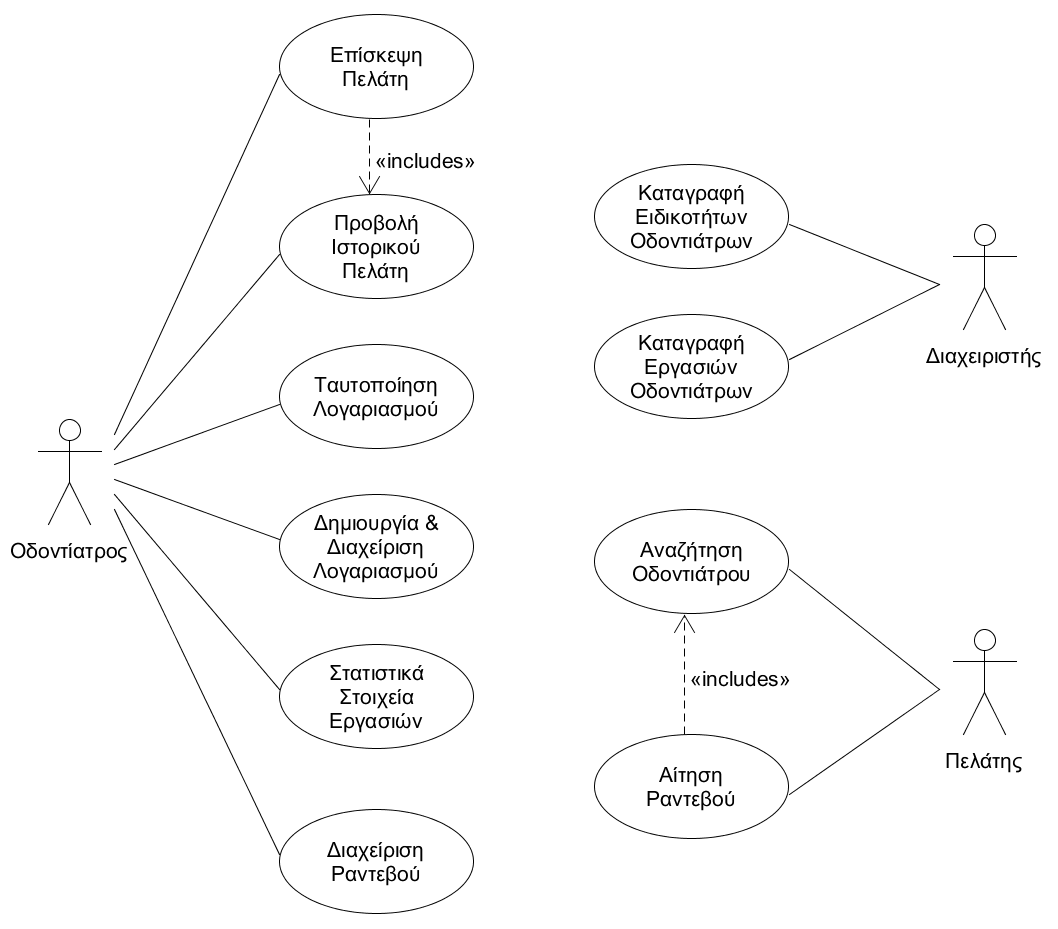 Επίσκεψη
Πελάτη
«includes»
Προβολή
Ιστορικού
Πελάτη
Ταυτοποίηση
Λογαριασμού
Οδοντίατρος
Δημιουργία &
Διαχείριση
Λογαριασμού
Στατιστικά
Στοιχεία
Εργασιών
Διαχείριση
Ραντεβού
Καταγραφή
Ειδικοτήτων
Οδοντιάτρων
Καταγραφή
Εργασιών
Οδοντιάτρων
Διαχειριστής
Αναζήτηση
Οδοντιάτρου
«includes»
Αίτηση
Ραντεβού
Πελάτης